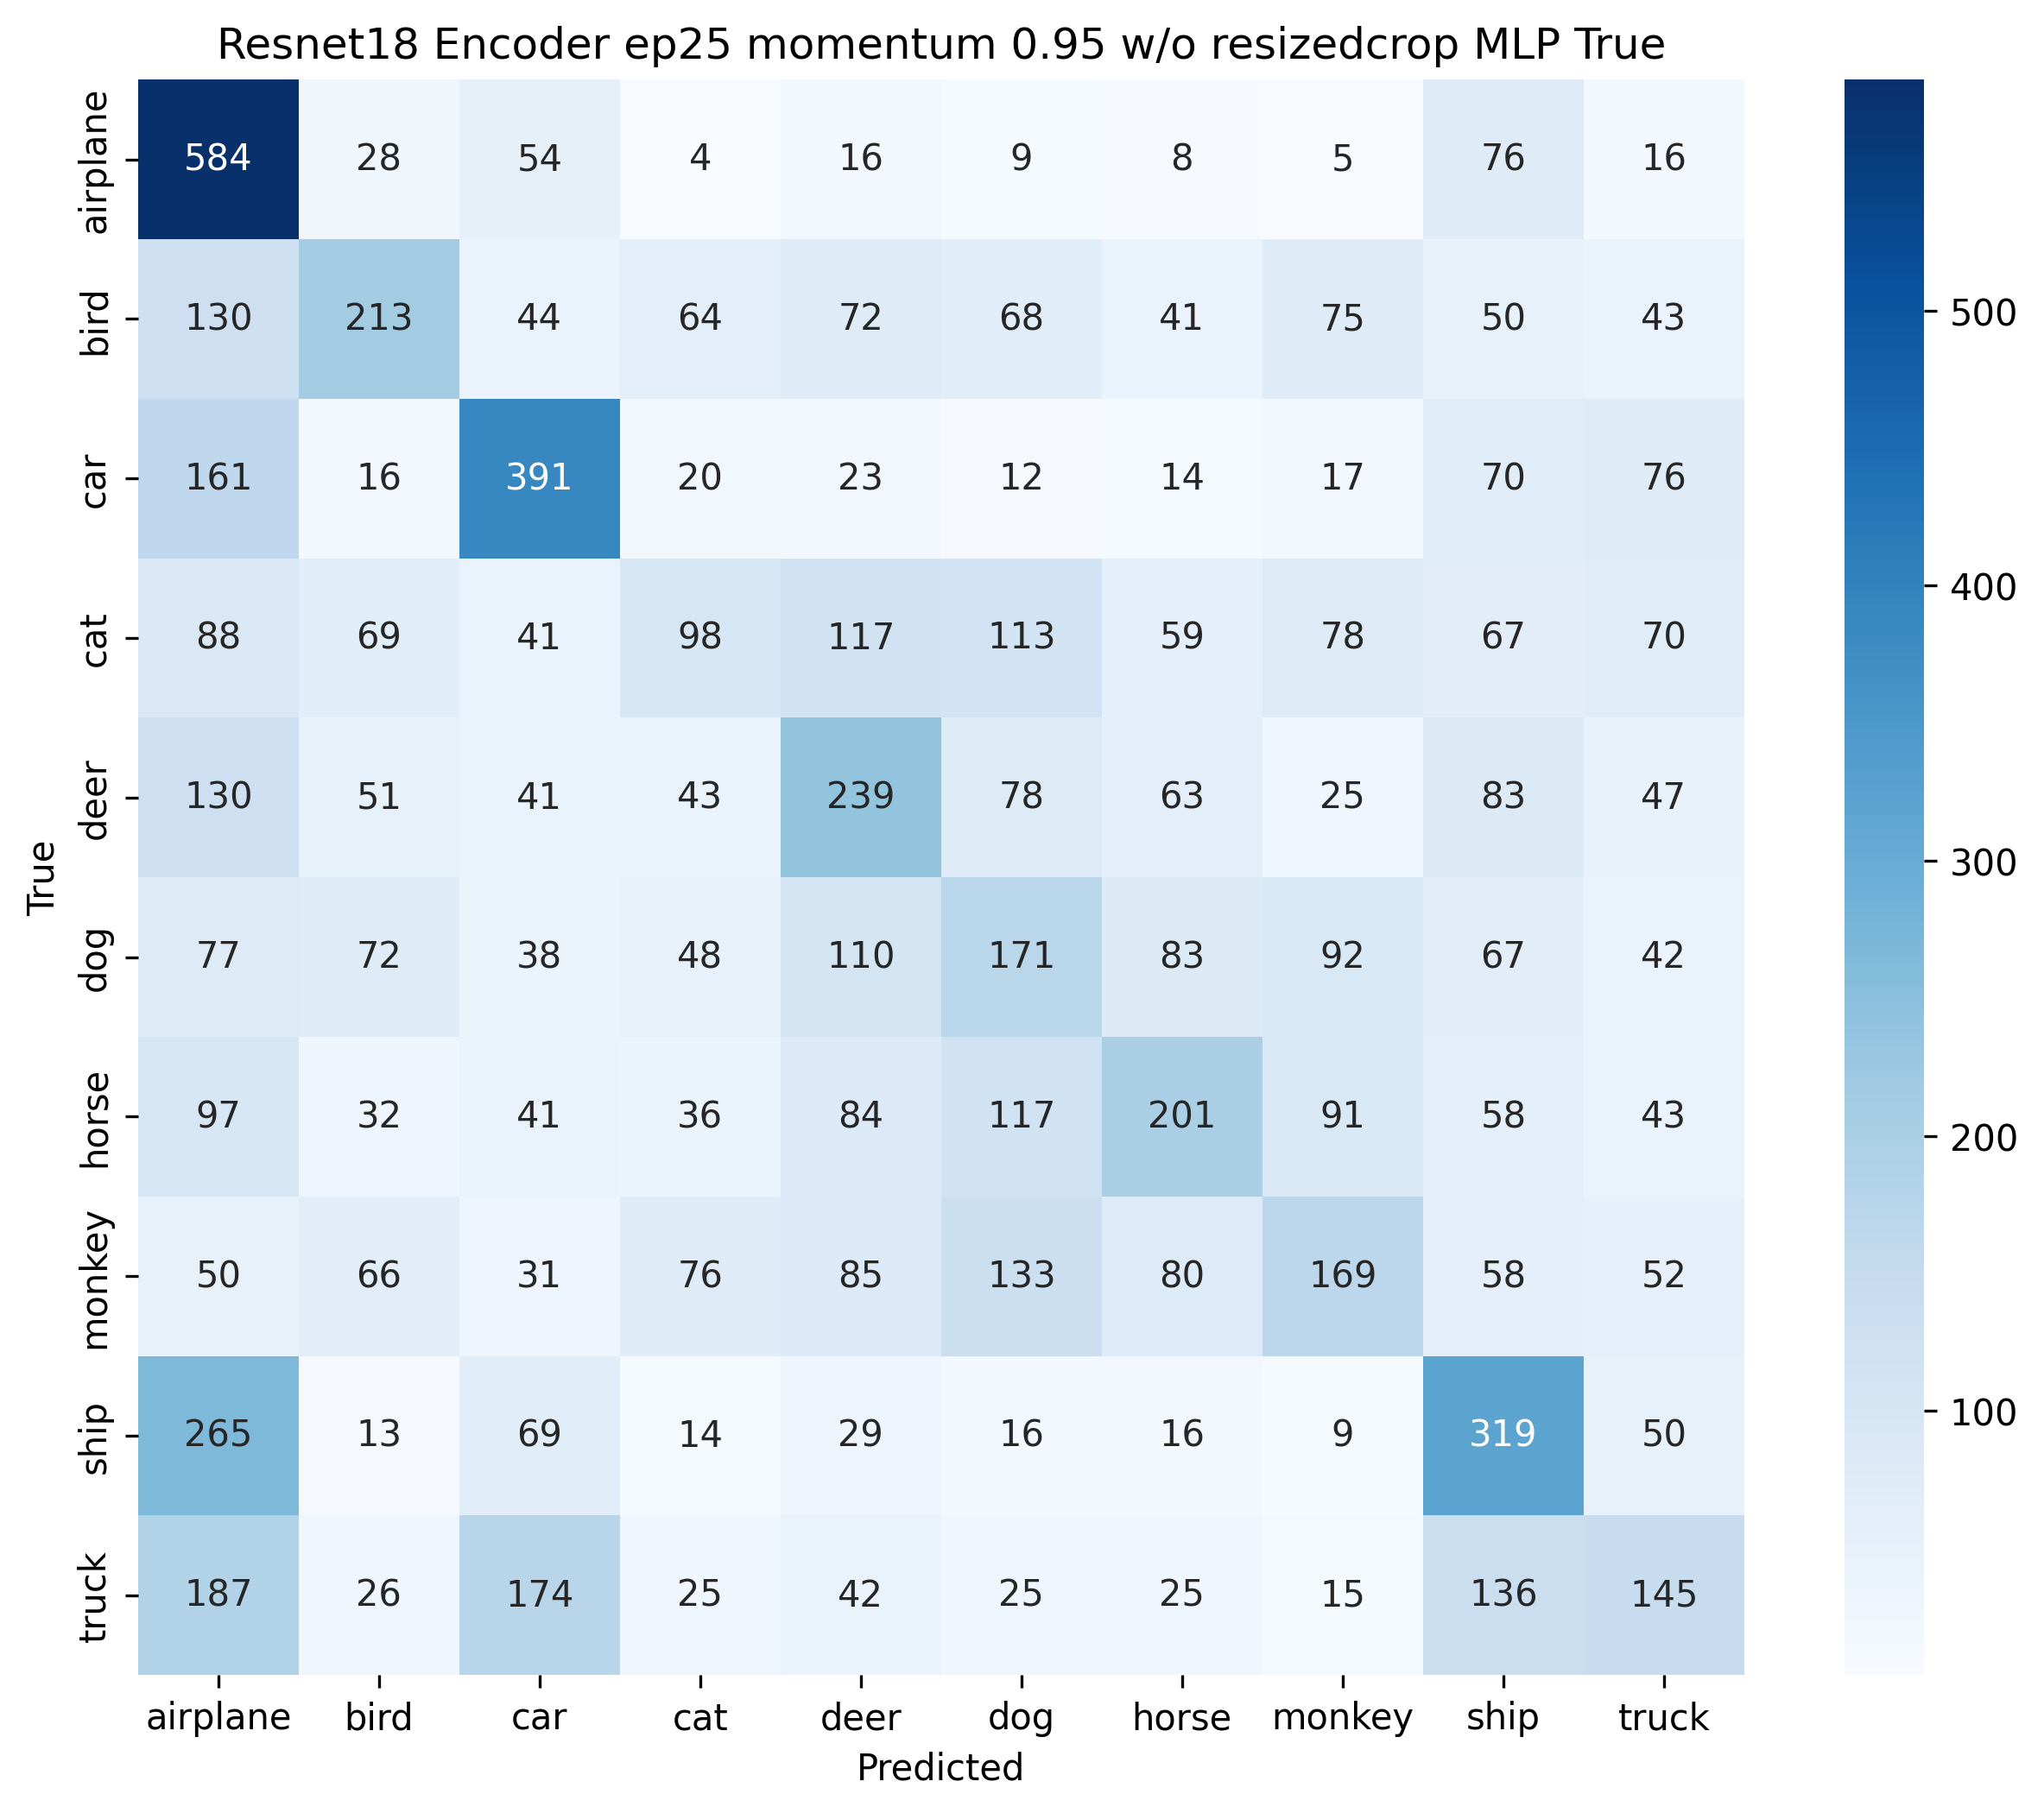 Resnet18 Encoder ep25 momentum 0.95 w/o resizedcrop MLP True
airplane 584 28 54 4 16 9 8 5 76 16
bird 130 213 44 64 72 68 41 75 50 43
car 161 16 391 20 23 12 14 17 70 76
cat 88 69 41 98 117 113 59 78 67 70
deer 130 51 41 43 239 78 63 25 83 47
dog 77 72 38 48 110 171 83 92 67 42
horse 97 32 41 36 84 117 201 91 58 43
monkey 50 66 31 76 85 133 80 169 58 52
ship 265 13 69 14 29 16 16 9 319 50
truck 187 26 174 25 42 25 25 15 136 145
airplane bird car cat deer dog horse monkey ship truck
Predicted
True
500
400
300
200
100